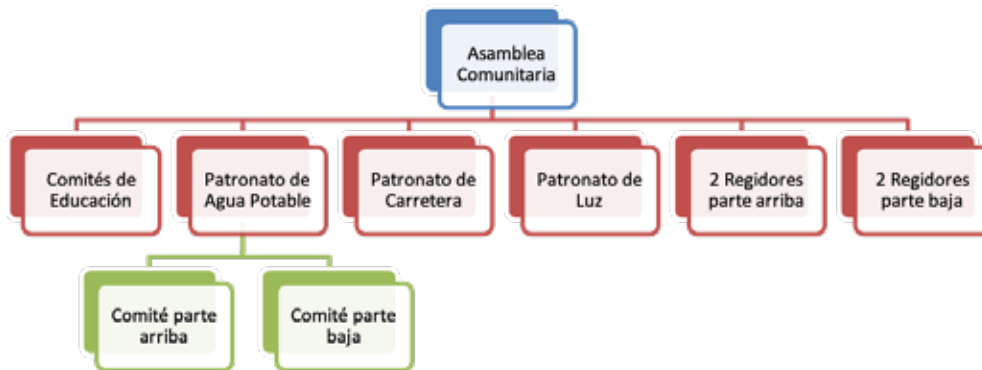 Asamblea
Comunitaria
Comités de
Educación
Patronato de
Agua Potable
Patronato de
Carretera
Patronato de
Luz
2 Regidores
parte arriba
2 Regidores
parte baja
Comité parte
arriba
Comité parte
baja